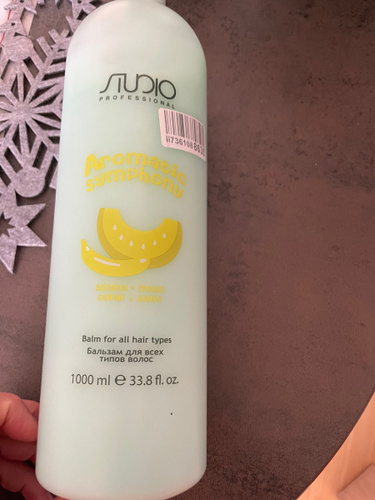 STUDIO
PROFESSIONAL
Aromatic
symphony
Balm for all hair types
Бальзам для всех
типов волос
1000 ml ℮ 33.8 fl. oz.